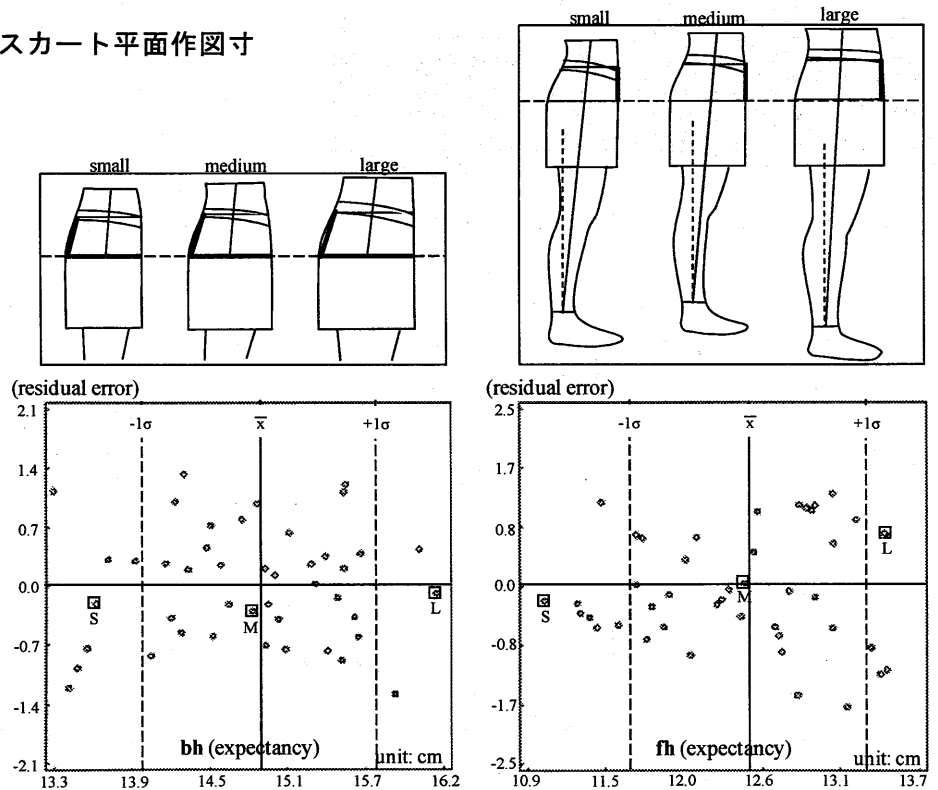 スカート平面作図寸
small medium large
small medium large
(residual error)
2.1
1.4
0.7
0.0
-0.7
-1.4
-2.1
-1σ x̄ +1σ
S M L
bh (expectancy)
unit: cm
13.3 13.9 14.5 15.1 15.7 16.2
(residual error)
2.5
1.7
0.8
0.0
-0.8
-1.7
-2.5
-1σ x̄ +1σ
S M L
fh (expectancy)
unit: cm
10.9 11.5 12.0 12.6 13.1 13.7